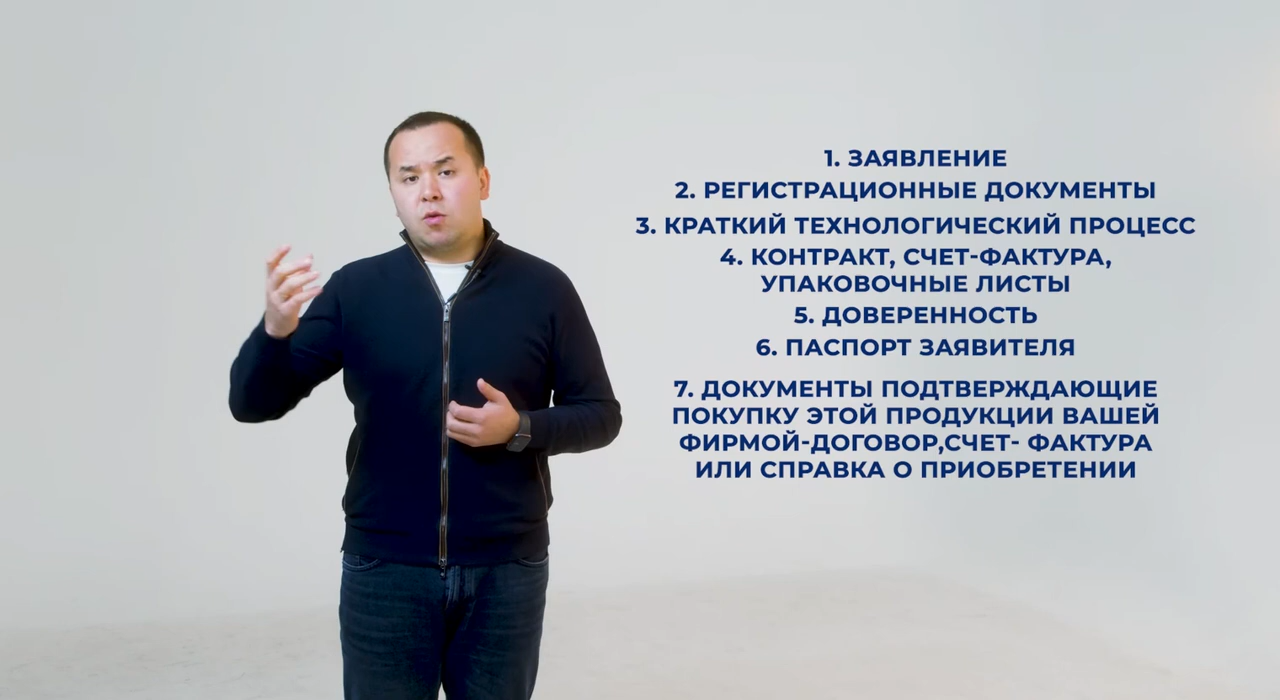 1. ЗАЯВЛЕНИЕ
2. РЕГИСТРАЦИОННЫЕ ДОКУМЕНТЫ
3. КРАТКИЙ ТЕХНОЛОГИЧЕСКИЙ ПРОЦЕСС
4. КОНТРАКТ, СЧЕТ-ФАКТУРА,
УПАКОВОЧНЫЕ ЛИСТЫ
5. ДОВЕРЕННОСТЬ
6. ПАСПОРТ ЗАЯВИТЕЛЯ
7. ДОКУМЕНТЫ ПОДТВЕРЖДАЮЩИЕ
ПОКУПКУ ЭТОЙ ПРОДУКЦИИ ВАШЕЙ
ФИРМОЙ-ДОГОВОР,СЧЕТ- ФАКТУРА
ИЛИ СПРАВКА О ПРИОБРЕТЕНИИ